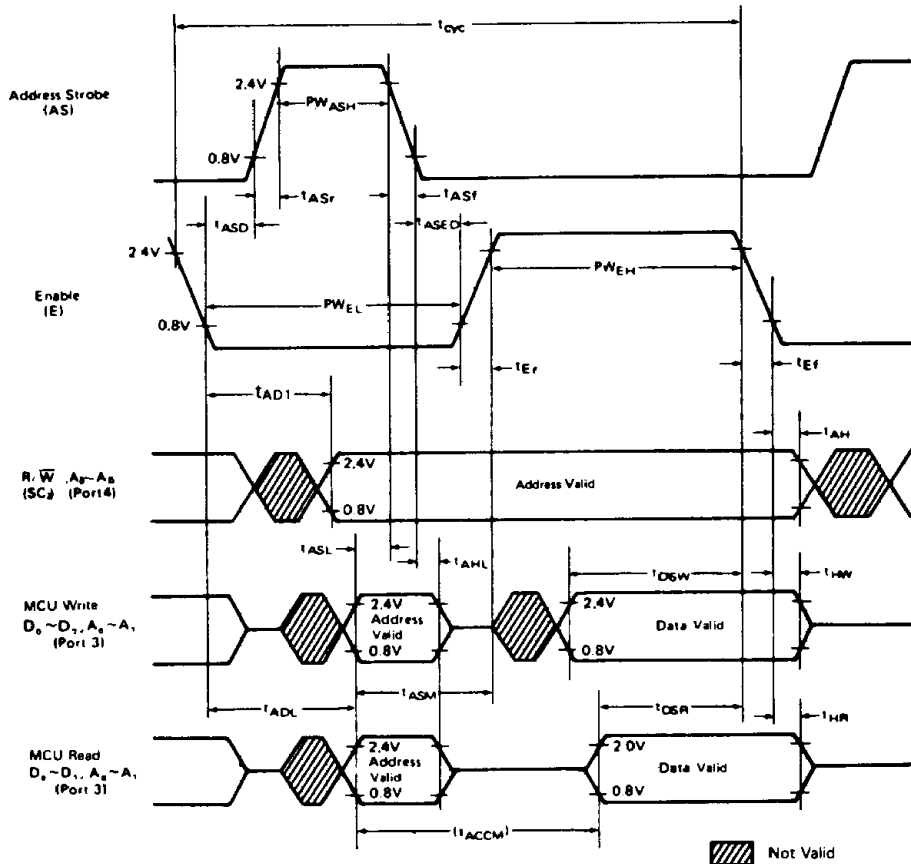 tcyc
2.4V
PWASH
Address Strobe
(AS)
0.8V
tASr
tASf
tASD
tASED
2.4V
PWEH
Enable
(E)
PWEL
0.8V
tEr
tEf
tAD1
tAH
2.4V
R/W̅ ,A8~A15
(SC2) (Port4)
Address Valid
0.8V
tASL
tAHL
tDSW
tHW
MCU Write
D0~D7, A0~A7
(Port 3)
2.4V
Address
Valid
0.8V
2.4V
Data Valid
0.8V
tASM
tADL
tDSR
tHR
MCU Read
D0~D7, A0~A7
(Port 3)
2.4V
Address
Valid
0.8V
2.0V
Data Valid
0.8V
(tACCM)
Not Valid